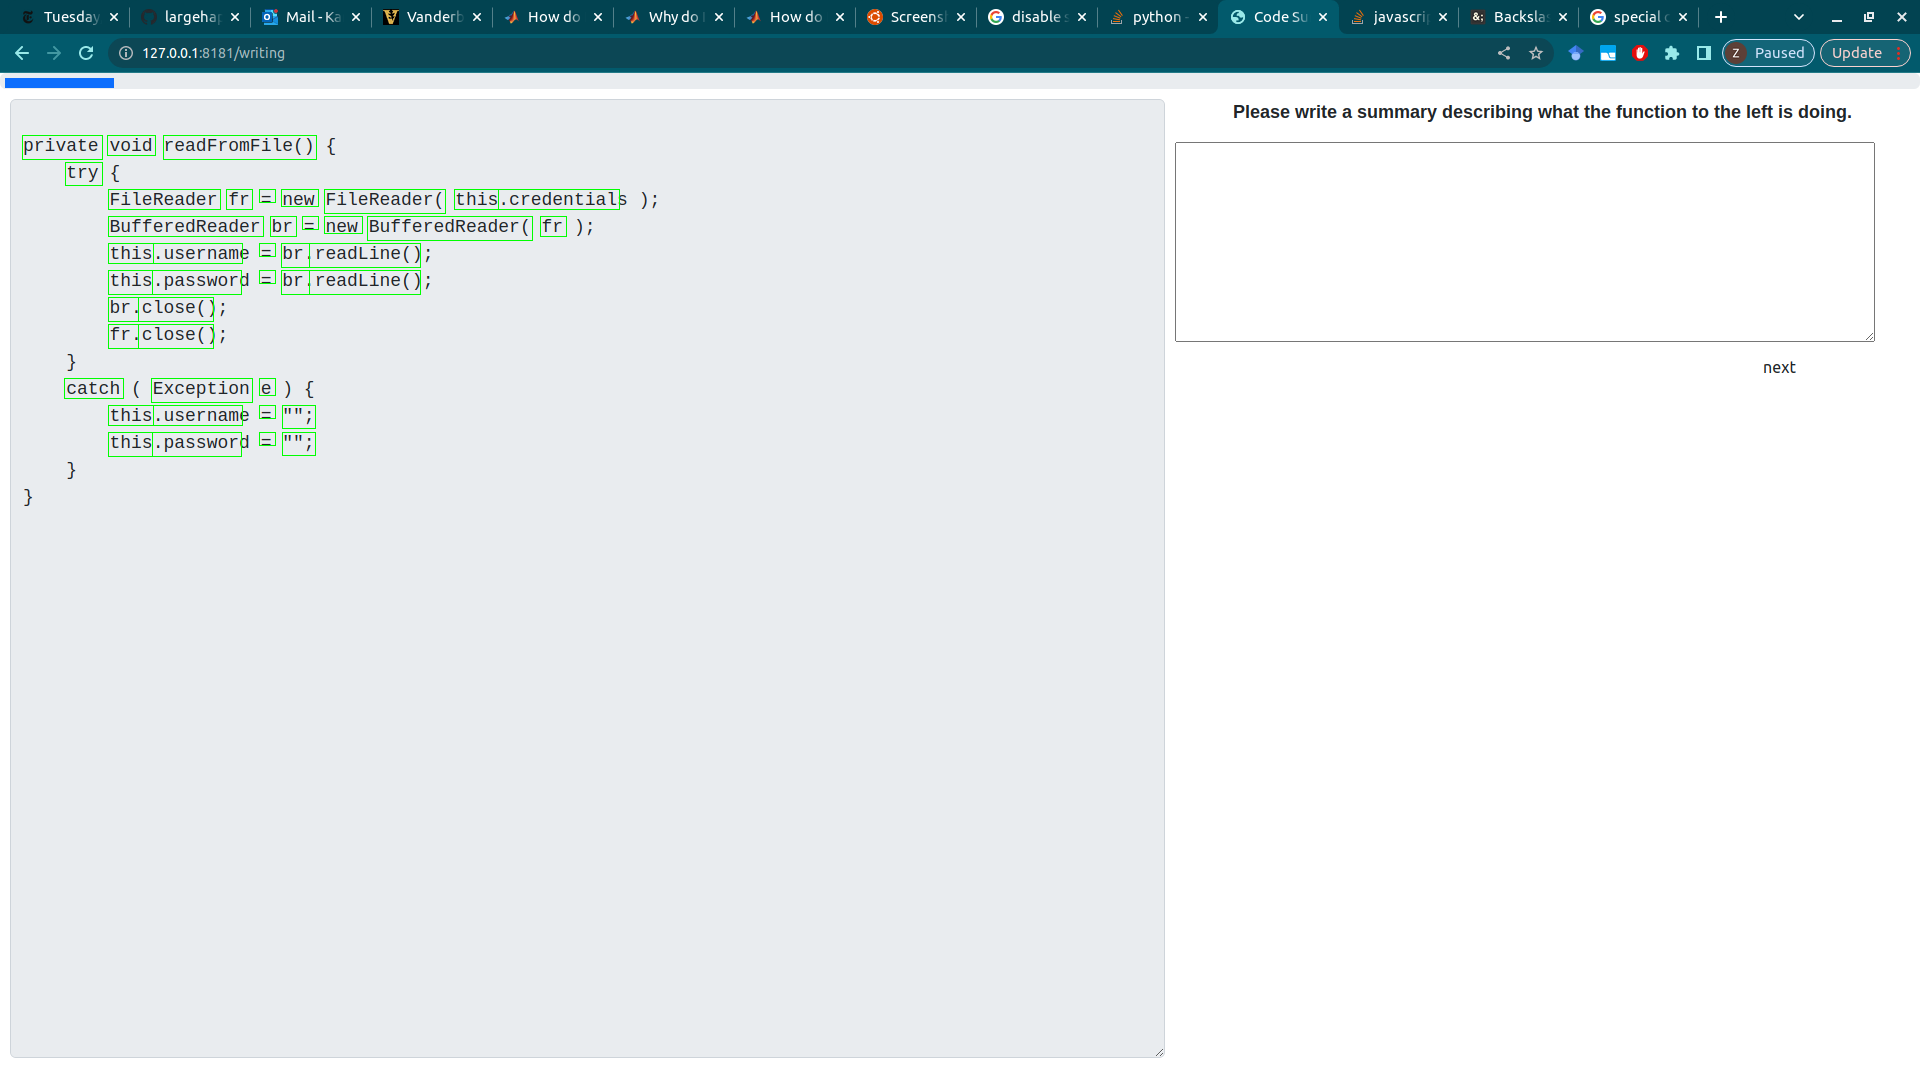 Tuesday largehap Mail - Ka Vanderb How do Why do How do Screens disable s python - Code Su javascrip Backsla special c
127.0.0.1:8181/writing Paused Update
Please write a summary describing what the function to the left is doing.
private void readFromFile() {
try {
FileReader fr = new FileReader( this.credentials );
BufferedReader br = new BufferedReader( fr );
this.username = br.readLine();
this.password = br.readLine();
br.close();
fr.close();
}
catch ( Exception e ) {
this.username = "";
this.password = "";
}
}
next